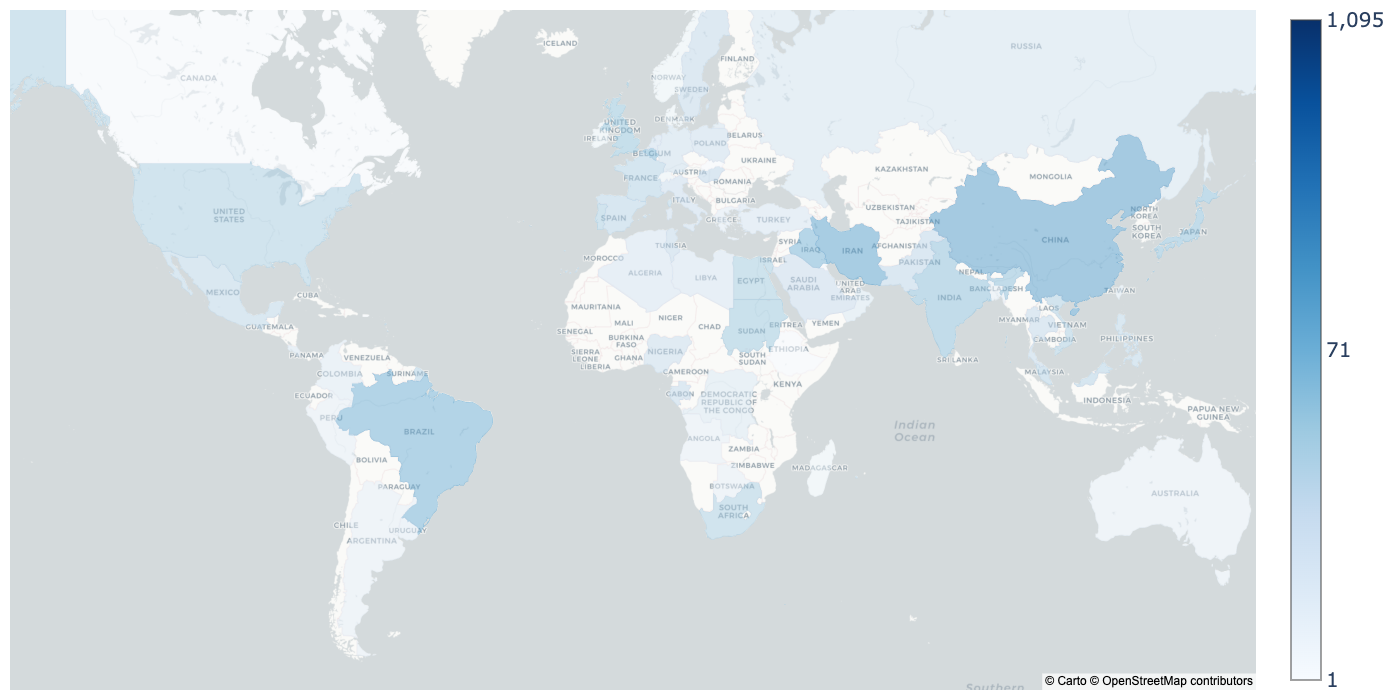 1,095
ICELAND
RUSSIA
FINLAND
CANADA
NORWAY
SWEDEN
DENMARK
UNITED
KINGDOM
IRELAND
BELARUS
POLAND
BELGIUM
UKRAINE
KAZAKHSTAN
AUSTRIA
FRANCE
MONGOLIA
ROMANIA
ITALY
BULGARIA
UZBEKISTAN
NORTH
KOREA
UNITED
STATES
SPAIN
GREECE
TURKEY
TAJIKISTAN
SOUTH
KOREA
JAPAN
CHINA
SYRIA
TUNISIA
IRAQ
IRAN
AFGHANISTAN
MOROCCO
ISRAEL
PAKISTAN
ALGERIA
LIBYA
EGYPT
NEPAL
SAUDI
ARABIA
UNITED
ARAB
EMIRATES
BANGLADESH
TAIWAN
MEXICO
CUBA
INDIA
MAURITANIA
LAOS
NIGER
MYANMAR
VIETNAM
GUATEMALA
MALI
CHAD
SUDAN
ERITREA
YEMEN
SENEGAL
BURKINA
FASO
CAMBODIA
PHILIPPINES
71
PANAMA
VENEZUELA
SIERRA
LEONE
GHANA
NIGERIA
SOUTH
SUDAN
ETHIOPIA
SRI LANKA
LIBERIA
COLOMBIA
SURINAME
CAMEROON
MALAYSIA
KENYA
ECUADOR
GABON
DEMOCRATIC
REPUBLIC OF
THE CONGO
INDONESIA
PAPUA NEW
GUINEA
PERU
BRAZIL
Indian
Ocean
ANGOLA
ZAMBIA
BOLIVIA
ZIMBABWE
MADAGASCAR
PARAGUAY
BOTSWANA
AUSTRALIA
SOUTH
AFRICA
CHILE
URUGUAY
ARGENTINA
Southern
© Carto © OpenStreetMap contributors
1